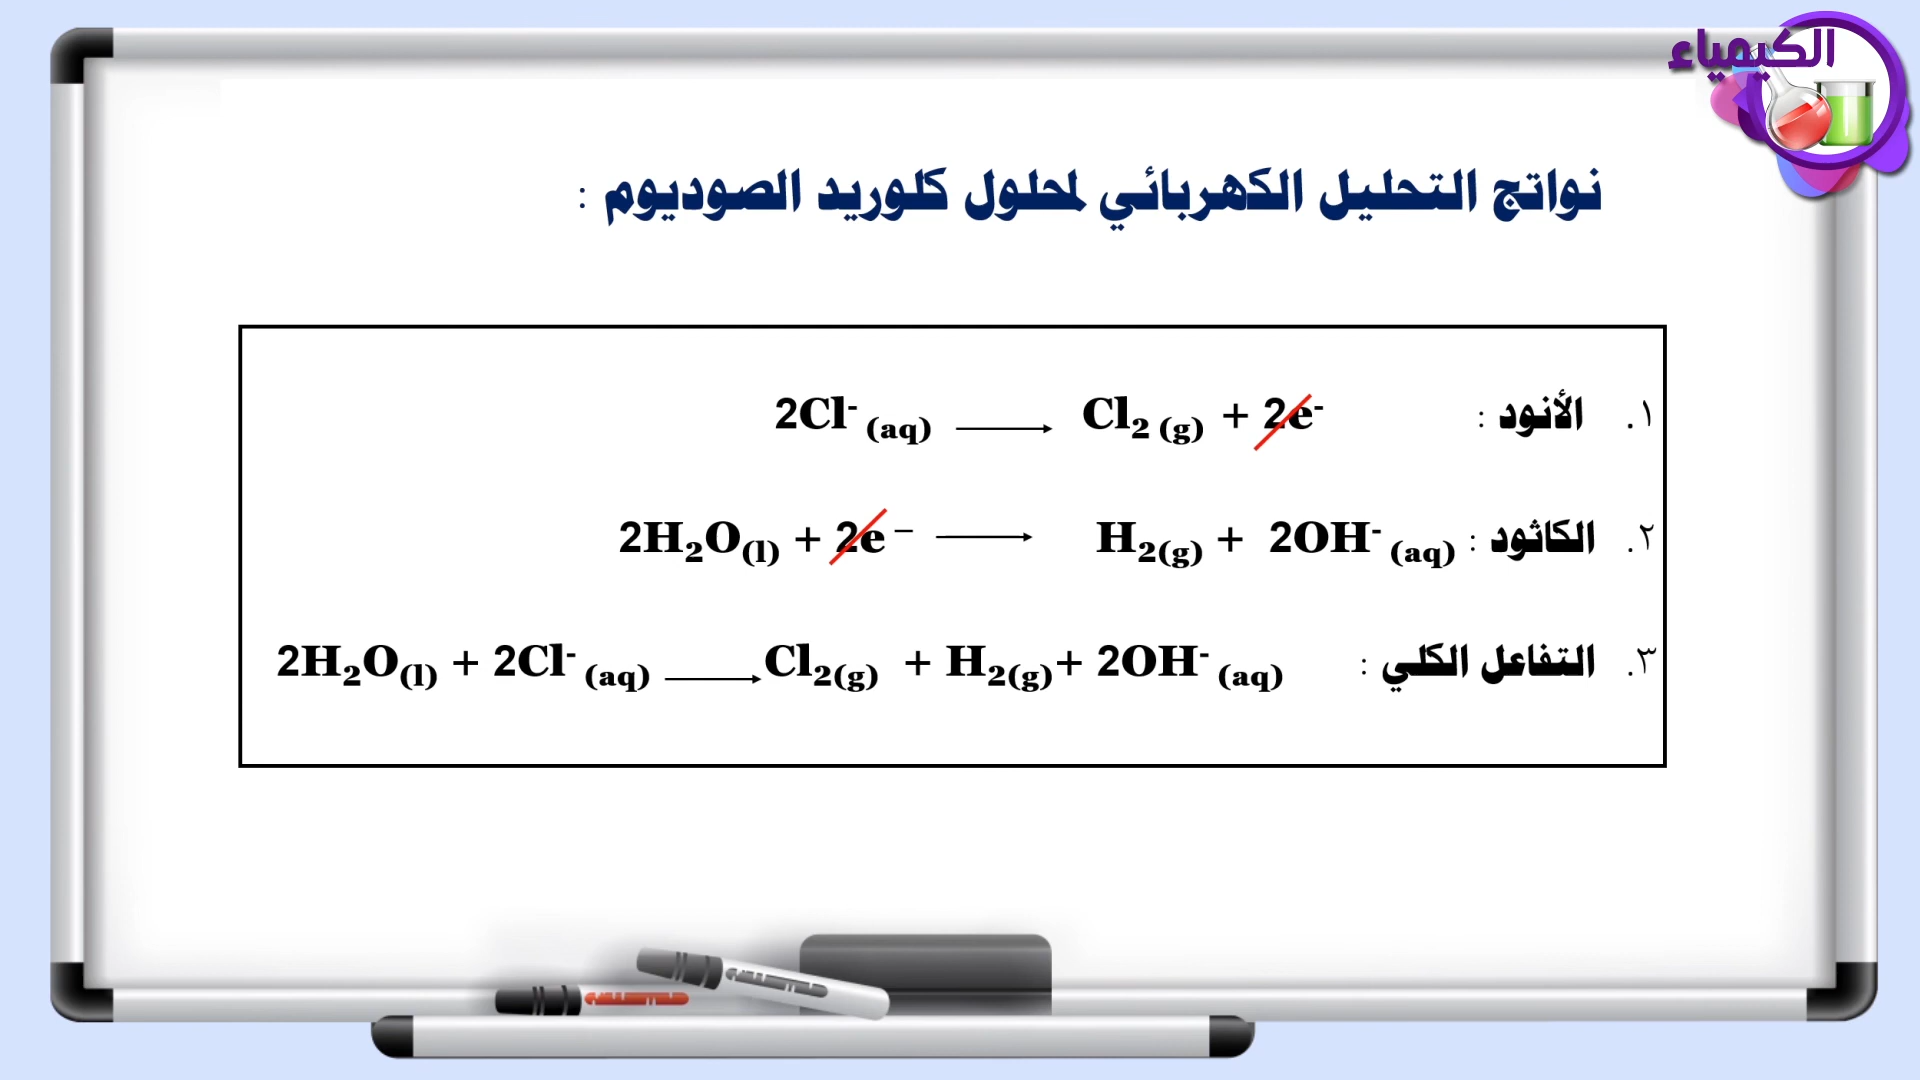 الكيمياء
نواتج التحليل الكهربائي لمحلول كلوريد الصوديوم :
١. الأنود : 2Cl⁻ (aq) ⟶ Cl₂ (g) + 2e⁻
٢. الكاثود : 2H₂O(l) + 2e⁻ ⟶ H₂(g) + 2OH⁻ (aq)
٣. التفاعل الكلي : 2H₂O(l) + 2Cl⁻ (aq) ⟶ Cl₂(g) + H₂(g) + 2OH⁻ (aq)